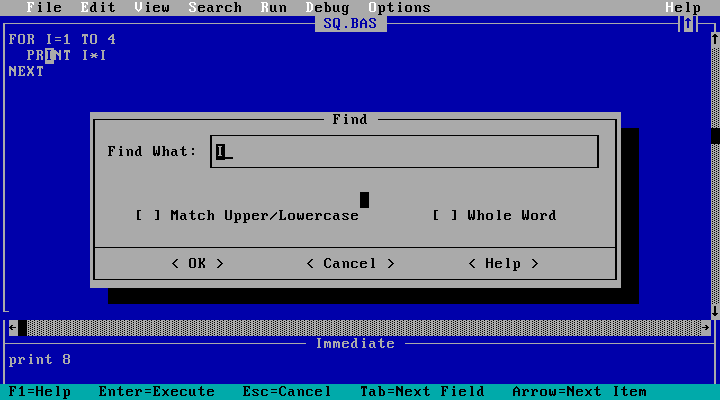 File Edit View Search Run Debug Options Help
SQ.BAS
FOR I=1 TO 4
PRINT I*I
NEXT
Find
Find What: I_
[ ] Match Upper/Lowercase [ ] Whole Word
< OK > < Cancel > < Help >
Immediate
print 8
F1=Help Enter=Execute Esc=Cancel Tab=Next Field Arrow=Next Item